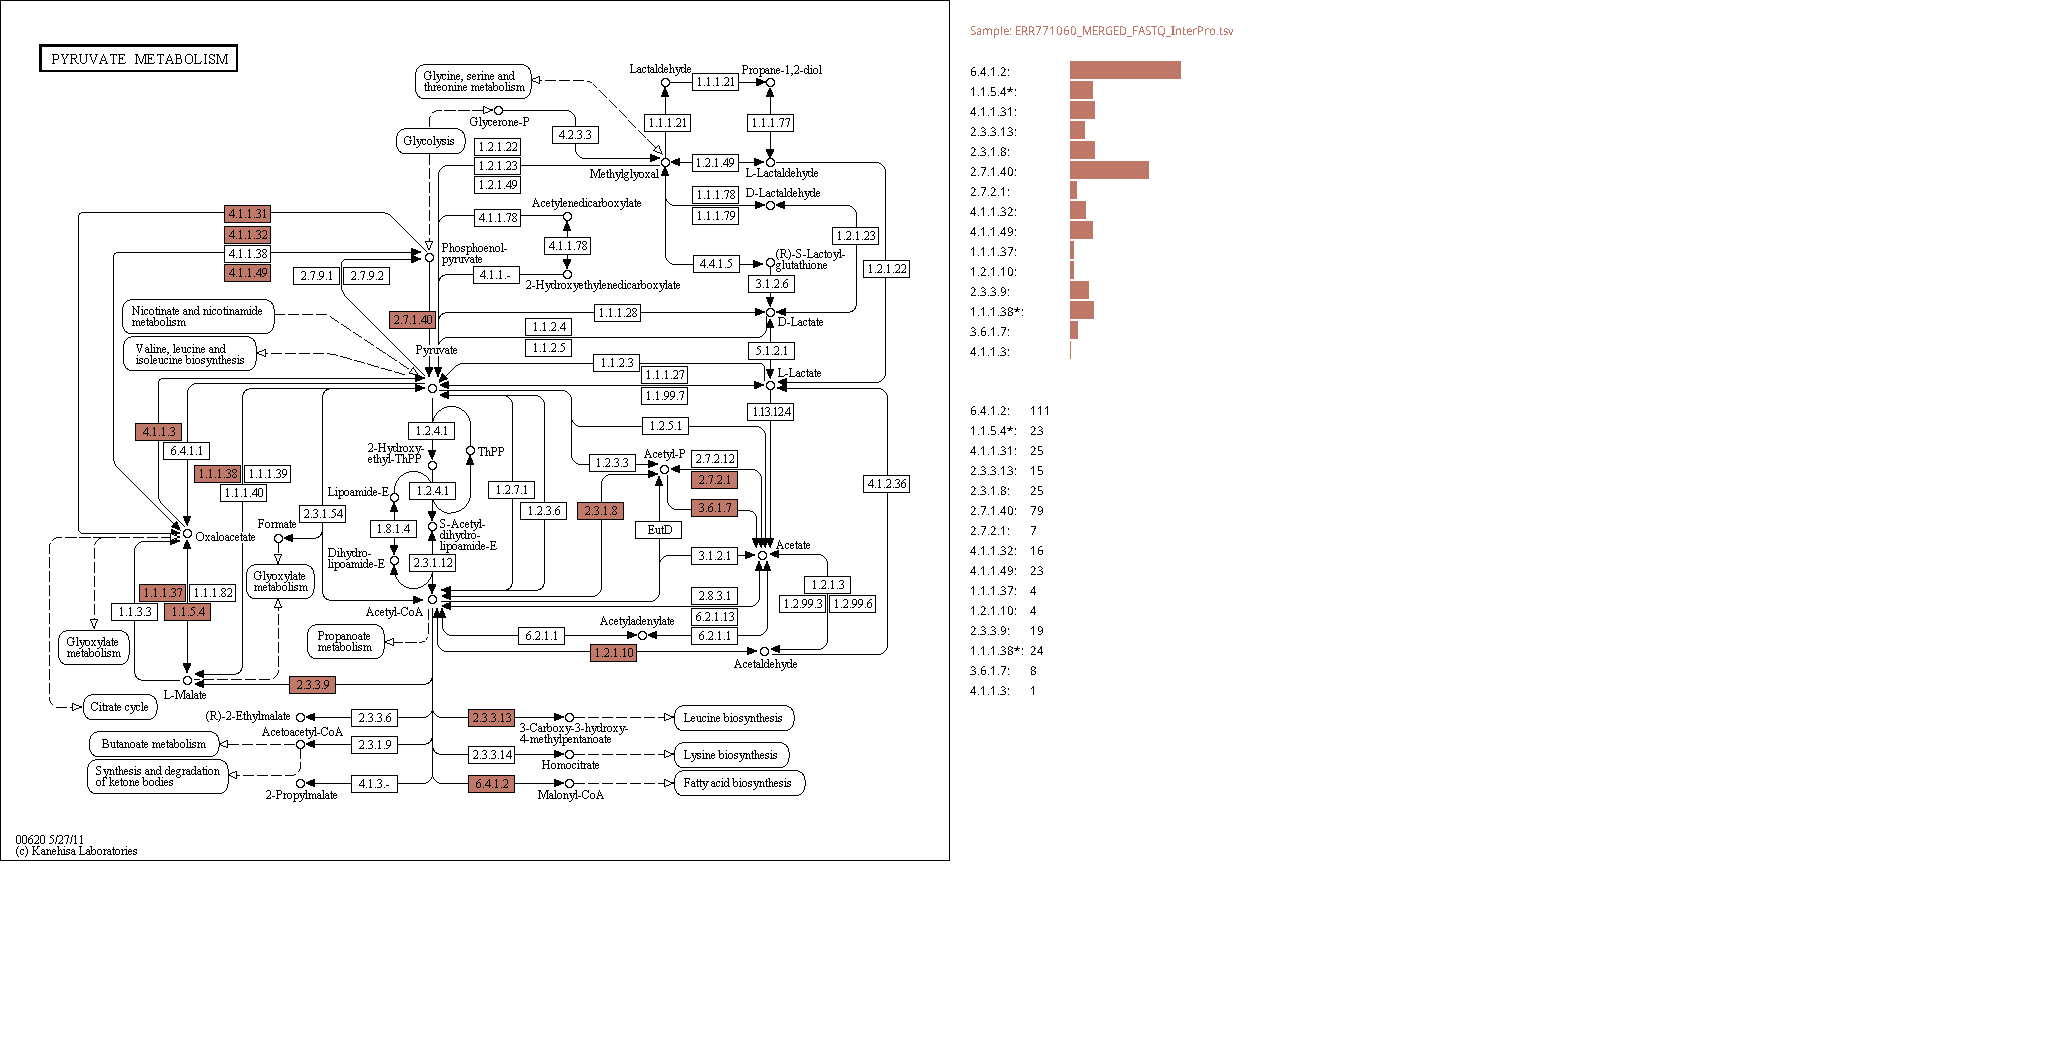 PYRUVATE METABOLISM
Glycine, serine and
threonine metabolism
Lactaldehyde
1.1.1.21
Propane-1,2-diol
Glycerone-P
4.2.3.3
1.1.1.21
1.1.1.77
Glycolysis
1.2.1.22
1.2.1.23
1.2.1.49
Methylglyoxal
1.2.1.49
L-Lactaldehyde
1.1.1.78
D-Lactaldehyde
1.1.1.79
Acetylenedicarboxylate
4.1.1.78
4.1.1.78
1.2.1.23
4.1.1.31
4.1.1.32
4.1.1.38
4.1.1.49
2.7.9.1
2.7.9.2
Phosphoenol-
pyruvate
4.1.1.-
2-Hydroxyethylenedicarboxylate
4.4.1.5
(R)-S-Lactoyl-
glutathione
1.2.1.22
3.1.2.6
Nicotinate and nicotinamide
metabolism
2.7.1.40
1.1.1.28
D-Lactate
1.1.2.4
1.1.2.5
Valine, leucine and
isoleucine biosynthesis
Pyruvate
5.1.2.1
1.1.2.3
1.1.1.27
L-Lactate
1.1.99.7
1.13.12.4
4.1.1.3
6.4.1.1
1.2.4.1
1.2.5.1
2-Hydroxy-
ethyl-ThPP
ThPP
Acetyl-P
1.2.3.3
2.7.2.12
2.7.2.1
1.1.1.38
1.1.1.39
1.1.1.40
Lipoamide-E
1.2.4.1
1.2.7.1
4.1.2.36
2.3.1.54
1.2.3.6
2.3.1.8
3.6.1.7
Formate
1.8.1.4
S-Acetyl-
dihydro-
lipoamide-E
EutD
Oxaloacetate
Dihydro-
lipoamide-E
2.3.1.12
3.1.2.1
Acetate
Glyoxylate
metabolism
1.1.1.37
1.1.1.82
1.1.3.3
1.1.5.4
1.2.1.3
1.2.99.3
1.2.99.6
Acetyl-CoA
2.8.3.1
6.2.1.13
Acetyladenylate
6.2.1.1
6.2.1.1
Glyoxylate
metabolism
Propanoate
metabolism
1.2.1.10
Acetaldehyde
L-Malate
2.3.3.9
Citrate cycle
(R)-2-Ethylmalate
2.3.3.6
2.3.3.13
3-Carboxy-3-hydroxy-
4-methylpentanoate
Leucine biosynthesis
Butanoate metabolism
Acetoacetyl-CoA
2.3.1.9
2.3.3.14
Homocitrate
Lysine biosynthesis
Synthesis and degradation
of ketone bodies
2-Propylmalate
4.1.3.-
6.4.1.2
Malonyl-CoA
Fatty acid biosynthesis
00620 5/27/11
(c) Kanehisa Laboratories
Sample: ERR771060_MERGED_FASTQ_InterPro.tsv
6.4.1.2:
1.1.5.4*:
4.1.1.31:
2.3.3.13:
2.3.1.8:
2.7.1.40:
2.7.2.1:
4.1.1.32:
4.1.1.49:
1.1.1.37:
1.2.1.10:
2.3.3.9:
1.1.1.38*:
3.6.1.7:
4.1.1.3:
6.4.1.2: 111
1.1.5.4*: 23
4.1.1.31: 25
2.3.3.13: 15
2.3.1.8: 25
2.7.1.40: 79
2.7.2.1: 7
4.1.1.32: 16
4.1.1.49: 23
1.1.1.37: 4
1.2.1.10: 4
2.3.3.9: 19
1.1.1.38*: 24
3.6.1.7: 8
4.1.1.3: 1